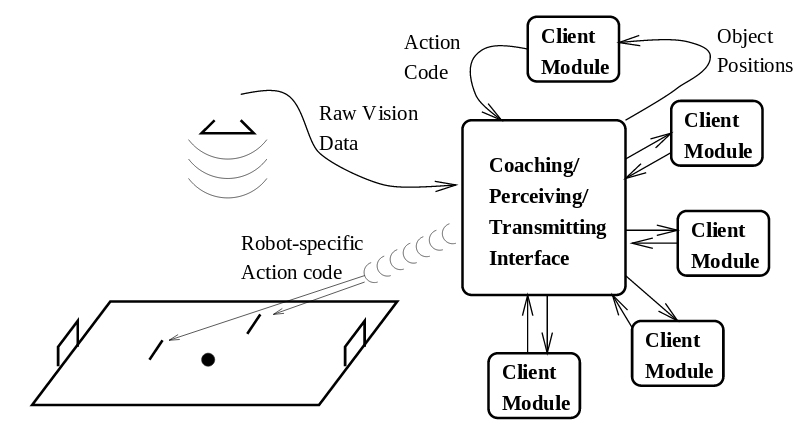 Action
Code
Client
Module
Object
Positions
Raw Vision
Data
Client
Module
Coaching/
Perceiving/
Transmitting
Interface
Client
Module
Robot-specific
Action code
Client
Module
Client
Module